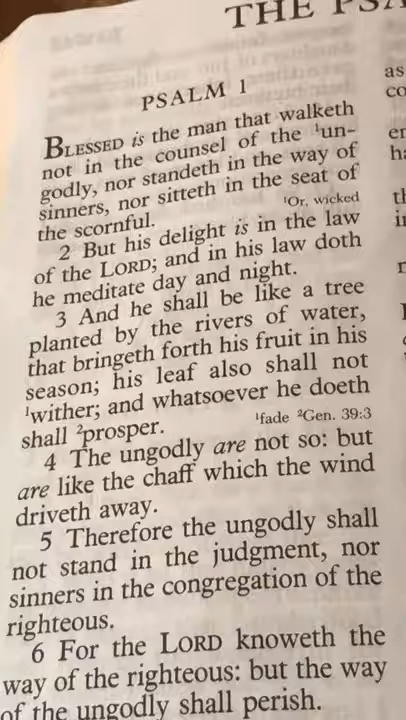 THE PSA
PSALM 1
BLESSED is the man that walketh
not in the counsel of the ¹un-
godly, nor standeth in the way of
sinners, nor sitteth in the seat of
the scornful. ¹Or, wicked
2 But his delight is in the law
of the LORD; and in his law doth
he meditate day and night.
3 And he shall be like a tree
planted by the rivers of water,
that bringeth forth his fruit in his
season; his leaf also shall not
¹wither; and whatsoever he doeth
shall ²prosper. ¹fade ²Gen. 39:3
4 The ungodly are not so: but
are like the chaff which the wind
driveth away.
5 Therefore the ungodly shall
not stand in the judgment, nor
sinners in the congregation of the
righteous.
6 For the LORD knoweth the
way of the righteous: but the way
of the ungodly shall perish.
as
co
er
ha